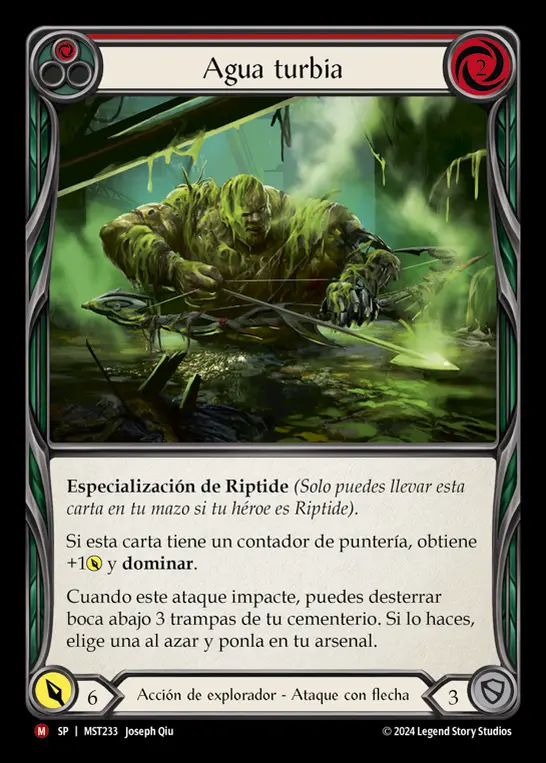 Agua turbia
2
Especialización de Riptide (Solo puedes llevar esta
carta en tu mazo si tu héroe es Riptide).
Si esta carta tiene un contador de puntería, obtiene
+1 y dominar.
Cuando este ataque impacte, puedes desterrar
boca abajo 3 trampas de tu cementerio. Si lo haces,
elige una al azar y ponla en tu arsenal.
6
Acción de explorador - Ataque con flecha
3
M SP | MST233 Joseph Qiu
© 2024 Legend Story Studios